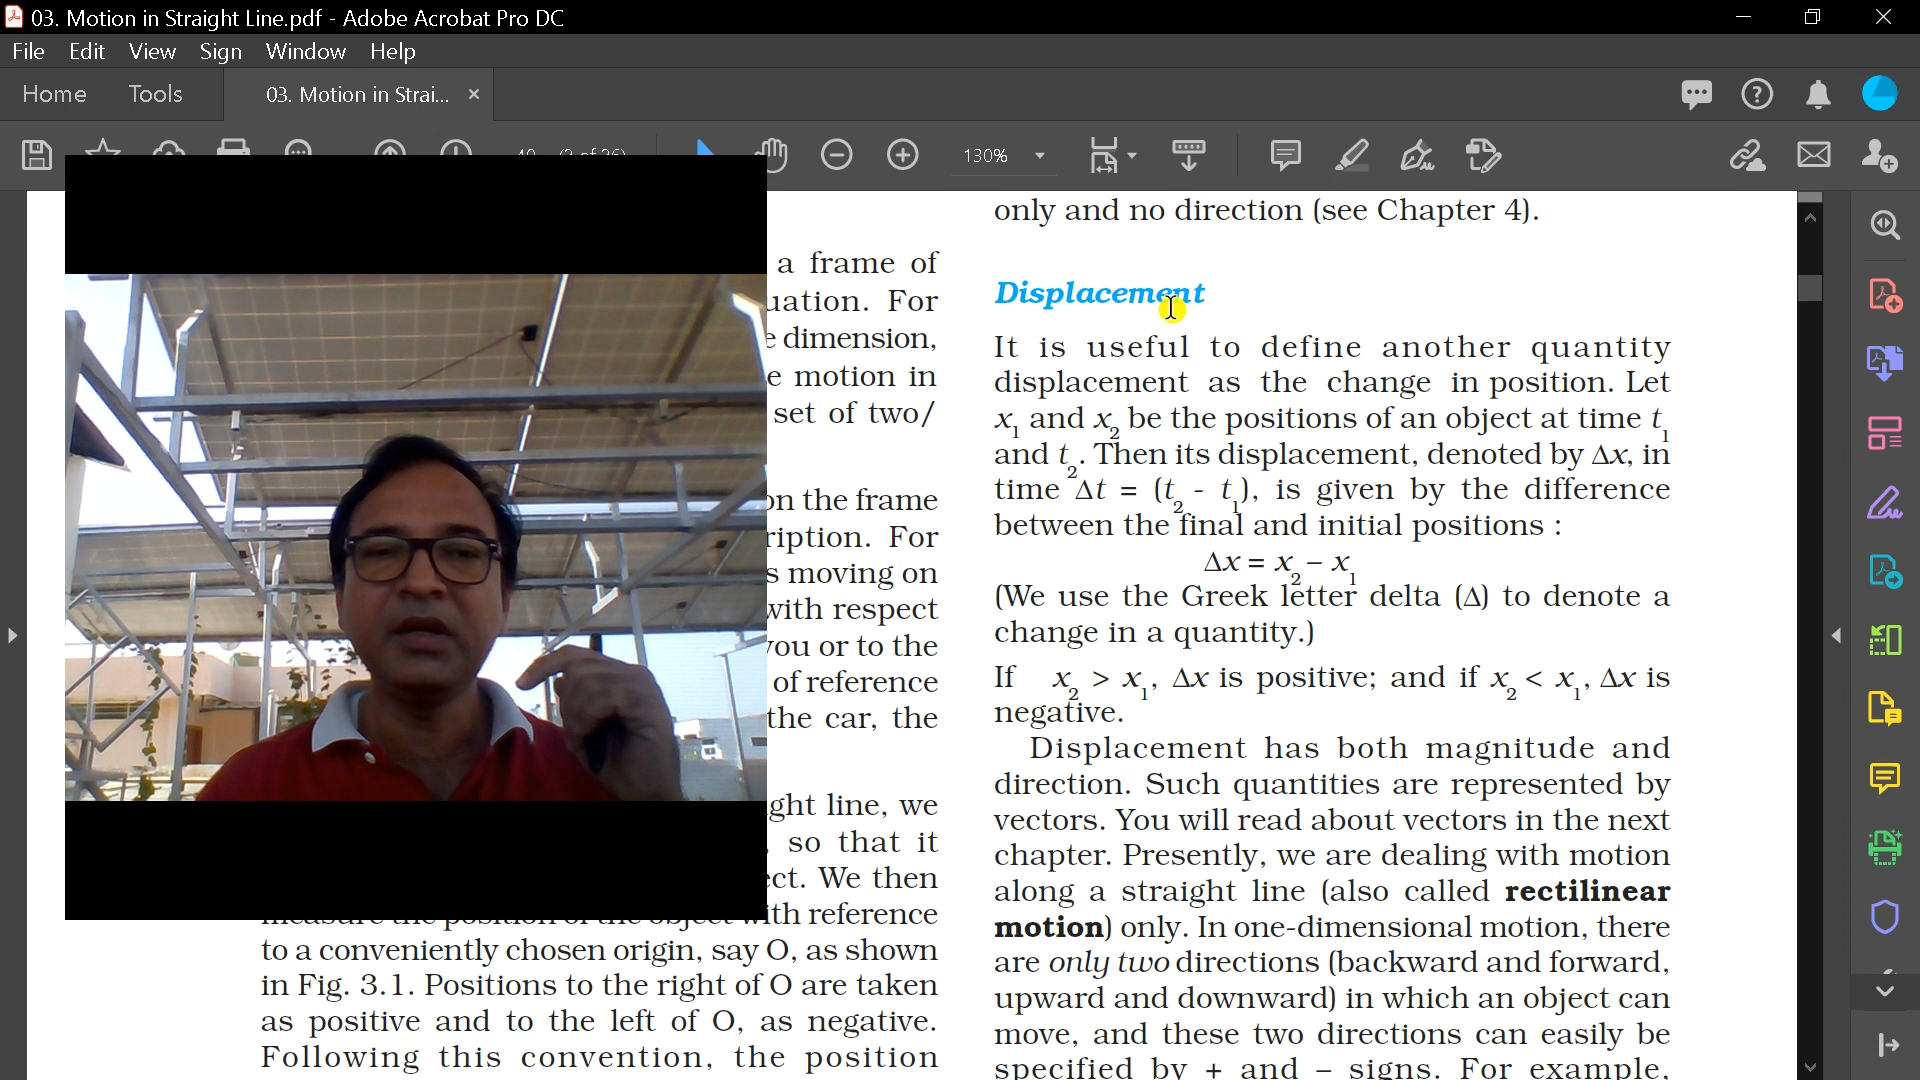 03. Motion in Straight Line.pdf - Adobe Acrobat Pro DC
File Edit View Sign Window Help
Home Tools 03. Motion in Strai... ×
130%
a frame of
uation. For
e dimension,
e motion in
set of two/
on the frame
ription. For
s moving on
with respect
you or to the
of reference
the car, the
ght line, we
so that it
ect. We then
measure the position of the object with reference
to a conveniently chosen origin, say O, as shown
in Fig. 3.1. Positions to the right of O are taken
as positive and to the left of O, as negative.
Following this convention, the position
only and no direction (see Chapter 4).
Displacement
It is useful to define another quantity
displacement as the change in position. Let
x₁ and x₂ be the positions of an object at time t₁
and t₂. Then its displacement, denoted by Δx, in
time Δt = (t₂ - t₁), is given by the difference
between the final and initial positions :
Δx = x₂ – x₁
(We use the Greek letter delta (Δ) to denote a
change in a quantity.)
If x₂ > x₁, Δx is positive; and if x₂ < x₁, Δx is
negative.
Displacement has both magnitude and
direction. Such quantities are represented by
vectors. You will read about vectors in the next
chapter. Presently, we are dealing with motion
along a straight line (also called rectilinear
motion) only. In one-dimensional motion, there
are only two directions (backward and forward,
upward and downward) in which an object can
move, and these two directions can easily be
specified by + and – signs. For example,